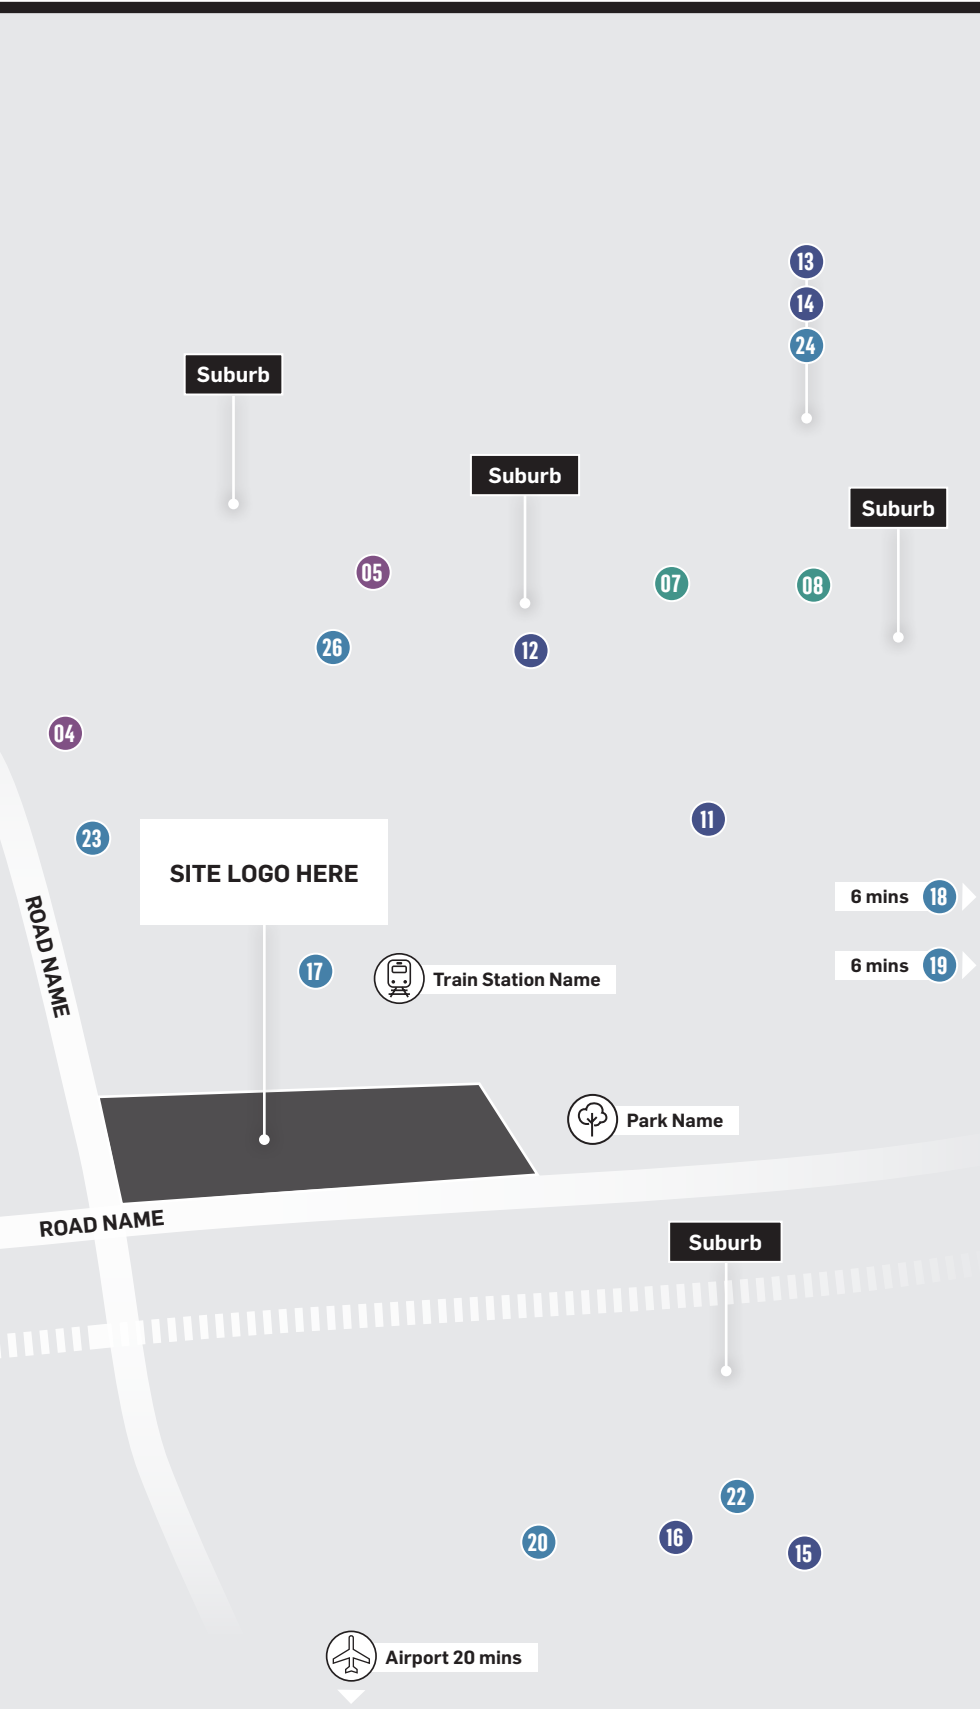 13
14
24
Suburb
Suburb
Suburb
05
07
08
26
12
04
11
23
SITE LOGO HERE
6 mins 18
ROAD NAME
6 mins 19
17
Train Station Name
Park Name
ROAD NAME
Suburb
22
16
20
15
Airport 20 mins